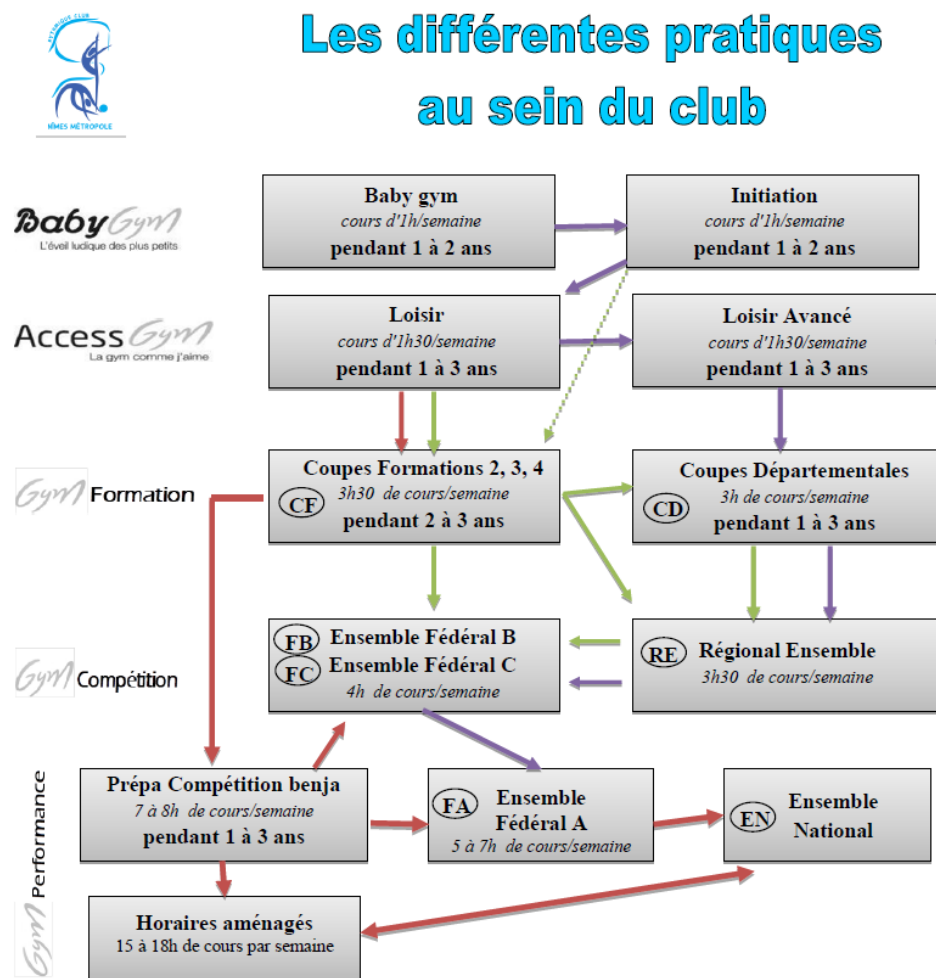 RYTHMIQUE CLUB
NÎMES MÉTROPOLE
Les différentes pratiques
au sein du club
BabyGym
L'éveil ludique des plus petits
Baby gym
cours d'1h/semaine
pendant 1 à 2 ans
Initiation
cours d'1h/semaine
pendant 1 à 2 ans
AccessGym
La gym comme j'aime
Loisir
cours d'1h30/semaine
pendant 1 à 3 ans
Loisir Avancé
cours d'1h30/semaine
pendant 1 à 3 ans
Gym Formation
Coupes Formations 2, 3, 4
CF
3h30 de cours/semaine
pendant 2 à 3 ans
Coupes Départementales
CD
3h de cours/semaine
pendant 1 à 3 ans
Gym Compétition
FB Ensemble Fédéral B
FC Ensemble Fédéral C
4h de cours/semaine
RE Régional Ensemble
3h30 de cours/semaine
Gym Performance
Prépa Compétition benja
7 à 8h de cours/semaine
pendant 1 à 3 ans
FA Ensemble
Fédéral A
5 à 7h de cours/semaine
EN Ensemble
National
Horaires aménagés
15 à 18h de cours par semaine